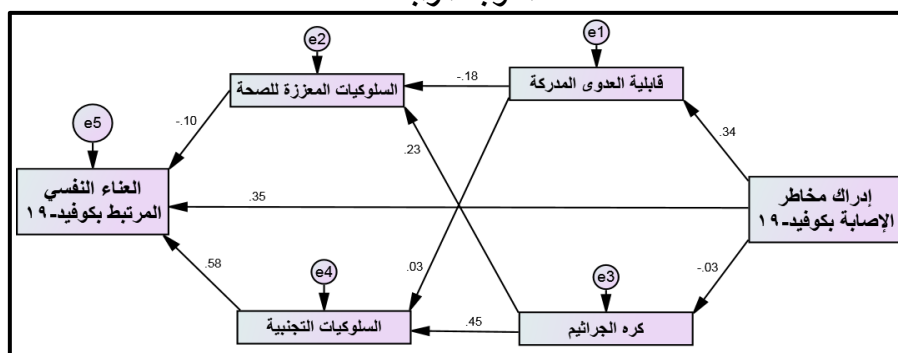 e2
e1
السلوكيات المعززة للصحة
-.18
قابلية العدوى المدركة
e5
-.10
.23
.34
العناء النفسي
المرتبط بكوفيد-١٩
.35
إدراك مخاطر
الإصابة بكوفيد-١٩
.58
e4
.03
e3
-.03
السلوكيات التجنبية
.45
كره الجراثيم